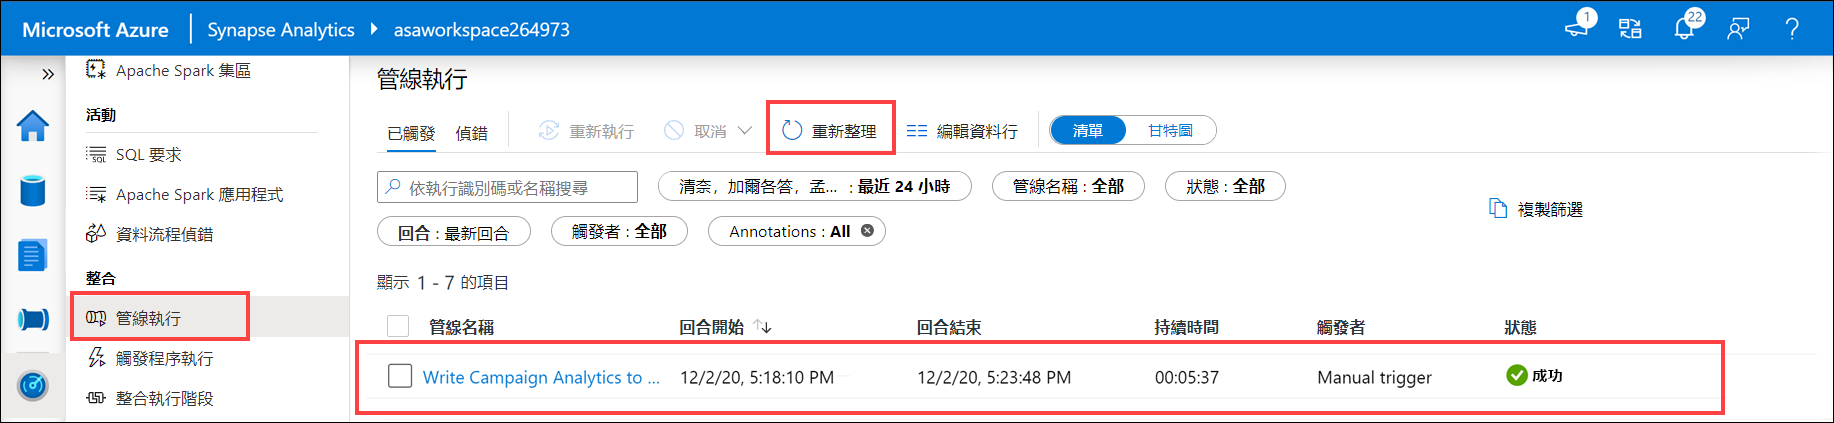 Microsoft Azure Synapse Analytics asaworkspace264973 1 22 ?
»
Apache Spark 集區
活動
SQL 要求
Apache Spark 應用程式
資料流程偵錯
整合
管線執行
觸發程序執行
整合執行階段
管線執行
已觸發 偵錯 重新執行 取消 重新整理 編輯資料行 清單 甘特圖
依執行識別碼或名稱搜尋 清奈，加爾各答，孟... : 最近 24 小時 管線名稱 : 全部 狀態 : 全部
複製篩選
回合 : 最新回合 觸發者 : 全部 Annotations : All
顯示 1 - 7 的項目
管線名稱 回合開始 ↑↓ 回合結束 持續時間 觸發者 狀態
Write Campaign Analytics to ... 12/2/20, 5:18:10 PM 12/2/20, 5:23:48 PM 00:05:37 Manual trigger 成功